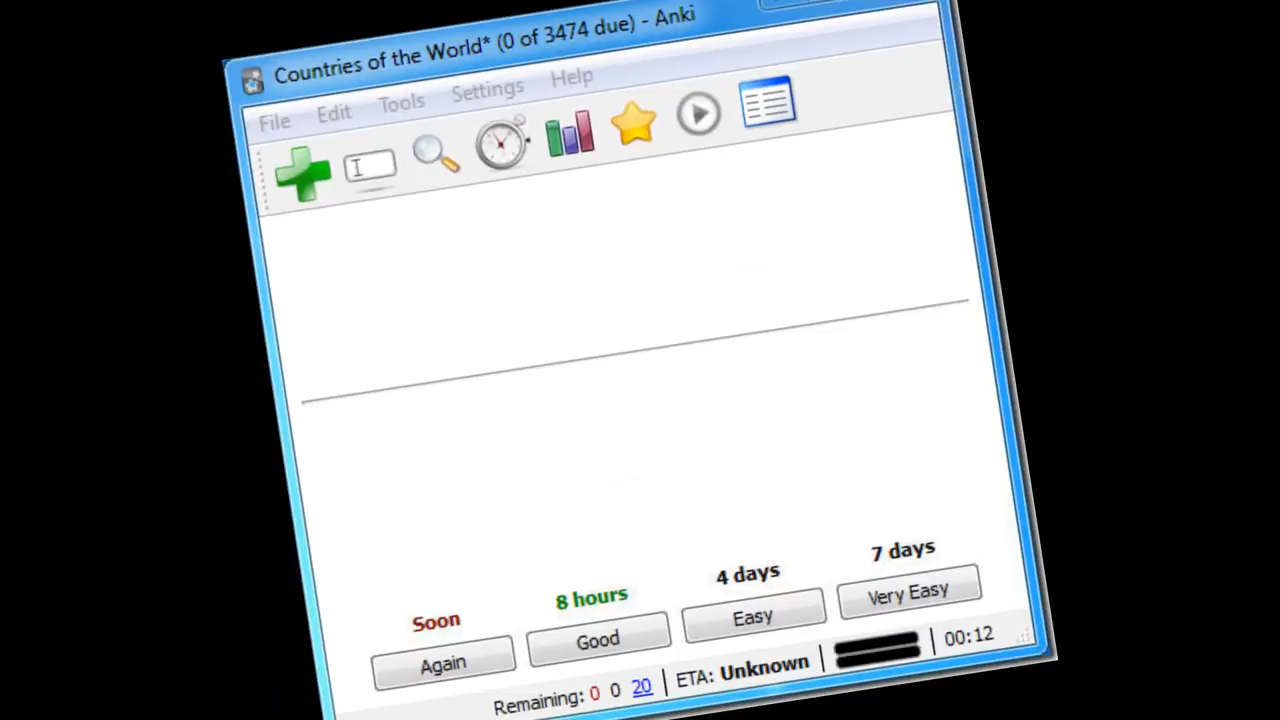 Countries of the World* (0 of 3474 due) - Anki
File Edit Tools Settings Help
Soon 8 hours 4 days 7 days
Again Good Easy Very Easy
Remaining: 0 0 20 ETA: Unknown 00:12